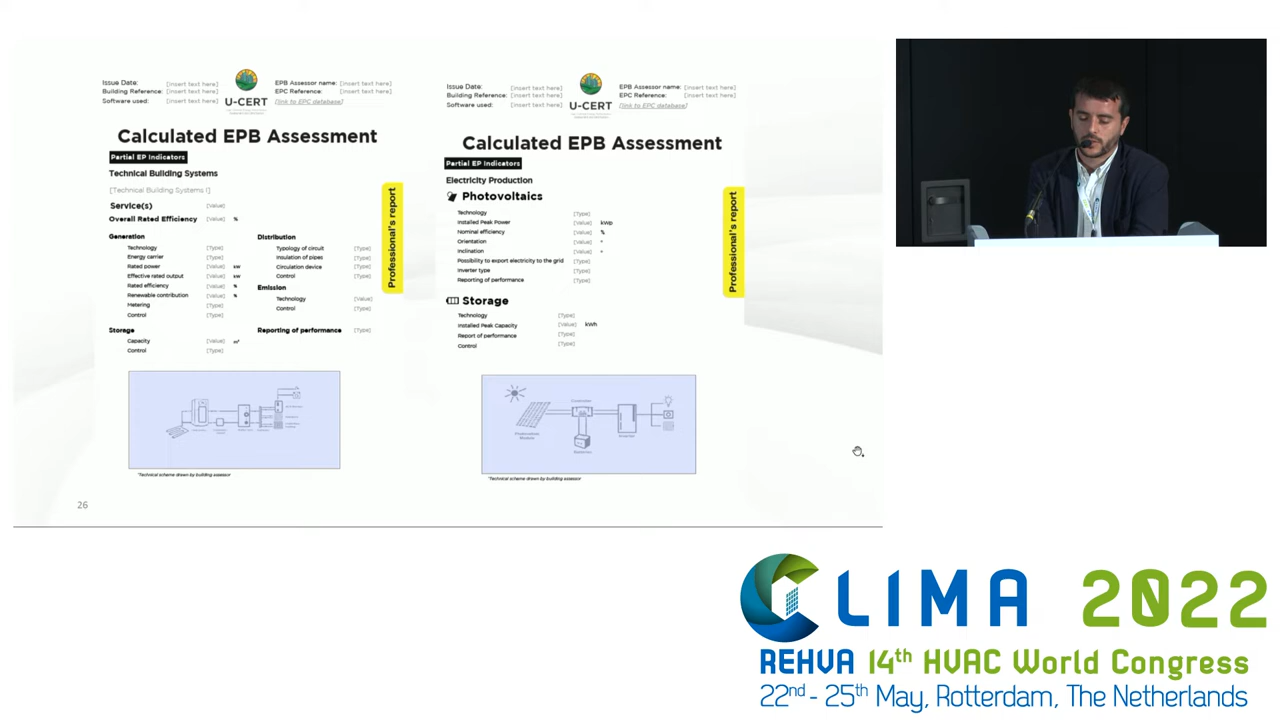 Issue Date: [insert text here]
Building Reference: [insert text here]
Software used: [insert text here]
U-CERT
EPB Assessor name: [insert text here]
EPC Reference: [insert text here]
[link to EPC database]
Calculated EPB Assessment
Partial EP Indicators
Technical Building Systems
[Technical Building Systems I]
Service(s) [Value]
Overall Rated Efficiency [Value] %
Generation
Technology [Type]
Energy carrier [Type]
Rated power [Value] kW
Effective rated output [Value] kW
Rated efficiency [Value] %
Renewable contribution [Value] %
Metering [Type]
Control [Type]
Storage
Capacity [Value] m³
Control [Type]
Distribution
Typology of circuit [Type]
Insulation of pipes [Type]
Circulation device [Type]
Control [Type]
Emission
Technology [Value]
Control [Type]
Reporting of performance [Type]
Professional's report
*Technical scheme drawn by building assessor
26
Issue Date: [insert text here]
Building Reference: [insert text here]
Software used: [insert text here]
U-CERT
EPB Assessor name: [insert text here]
EPC Reference: [insert text here]
[link to EPC database]
Calculated EPB Assessment
Partial EP Indicators
Electricity Production
Photovoltaics
Technology [Type]
Installed Peak Power [Value] kWp
Nominal efficiency [Value] %
Orientation [Value] °
Inclination [Value] °
Possibility to export electricity to the grid [Type]
Inverter type [Type]
Reporting of performance [Type]
Storage
Technology [Type]
Installed Peak Capacity [Value] kWh
Report of performance [Type]
Control [Type]
Professional's report
Controller
Photovoltaic
Module
Inverter
*Technical scheme drawn by building assessor
CLIMA 2022
REHVA 14th HVAC World Congress
22nd - 25th May, Rotterdam, The Netherlands